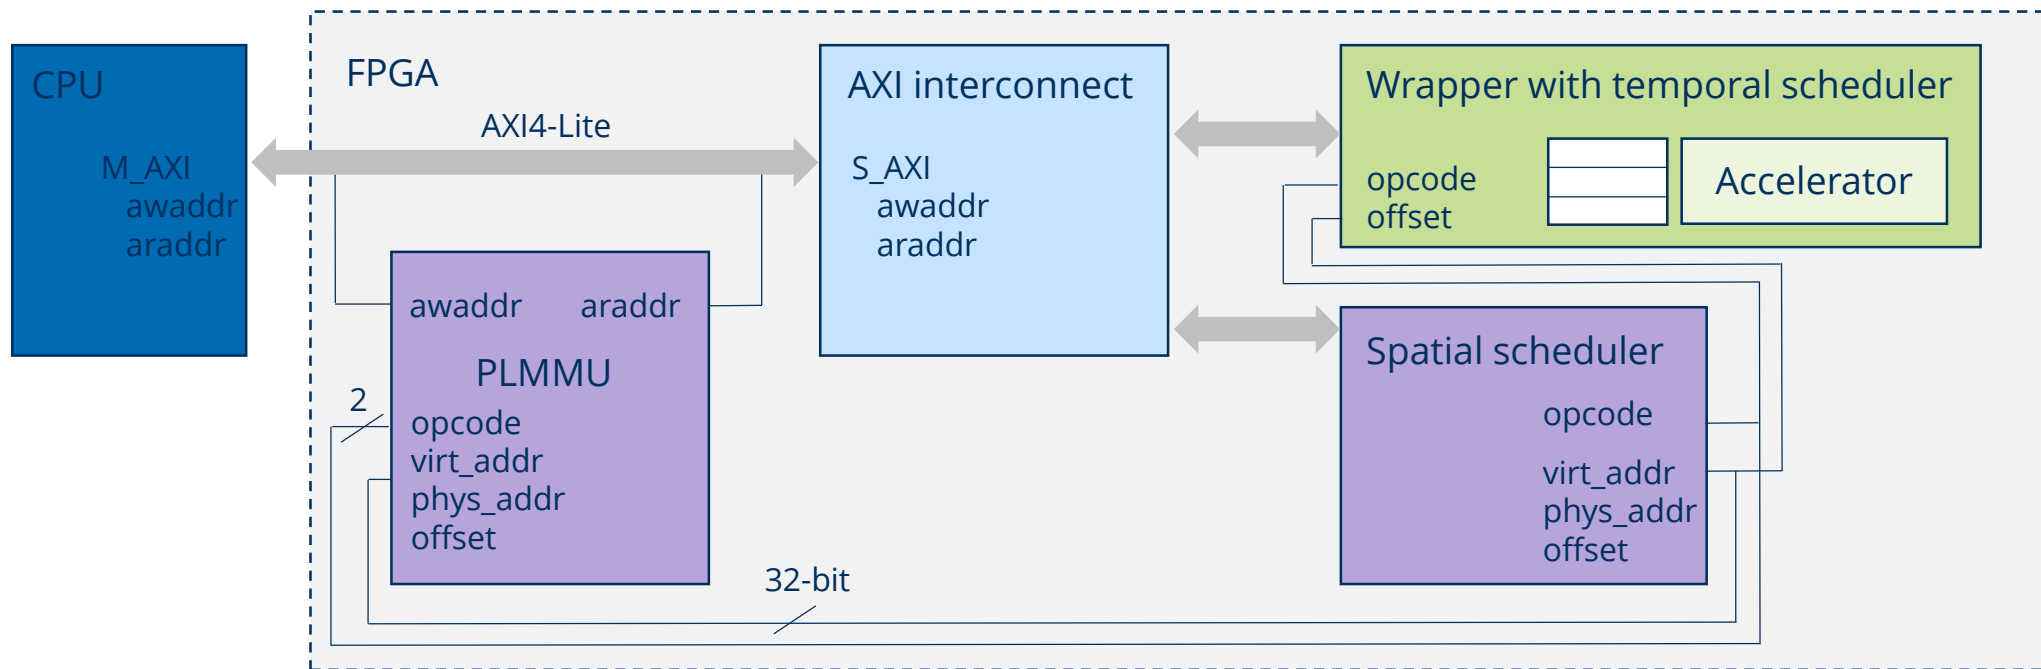 CPU
M_AXI
awaddr
araddr
FPGA
AXI4-Lite
AXI interconnect
S_AXI
awaddr
araddr
Wrapper with temporal scheduler
opcode
offset
Accelerator
awaddr araddr
PLMMU
2
opcode
virt_addr
phys_addr
offset
Spatial scheduler
opcode
virt_addr
phys_addr
offset
32-bit